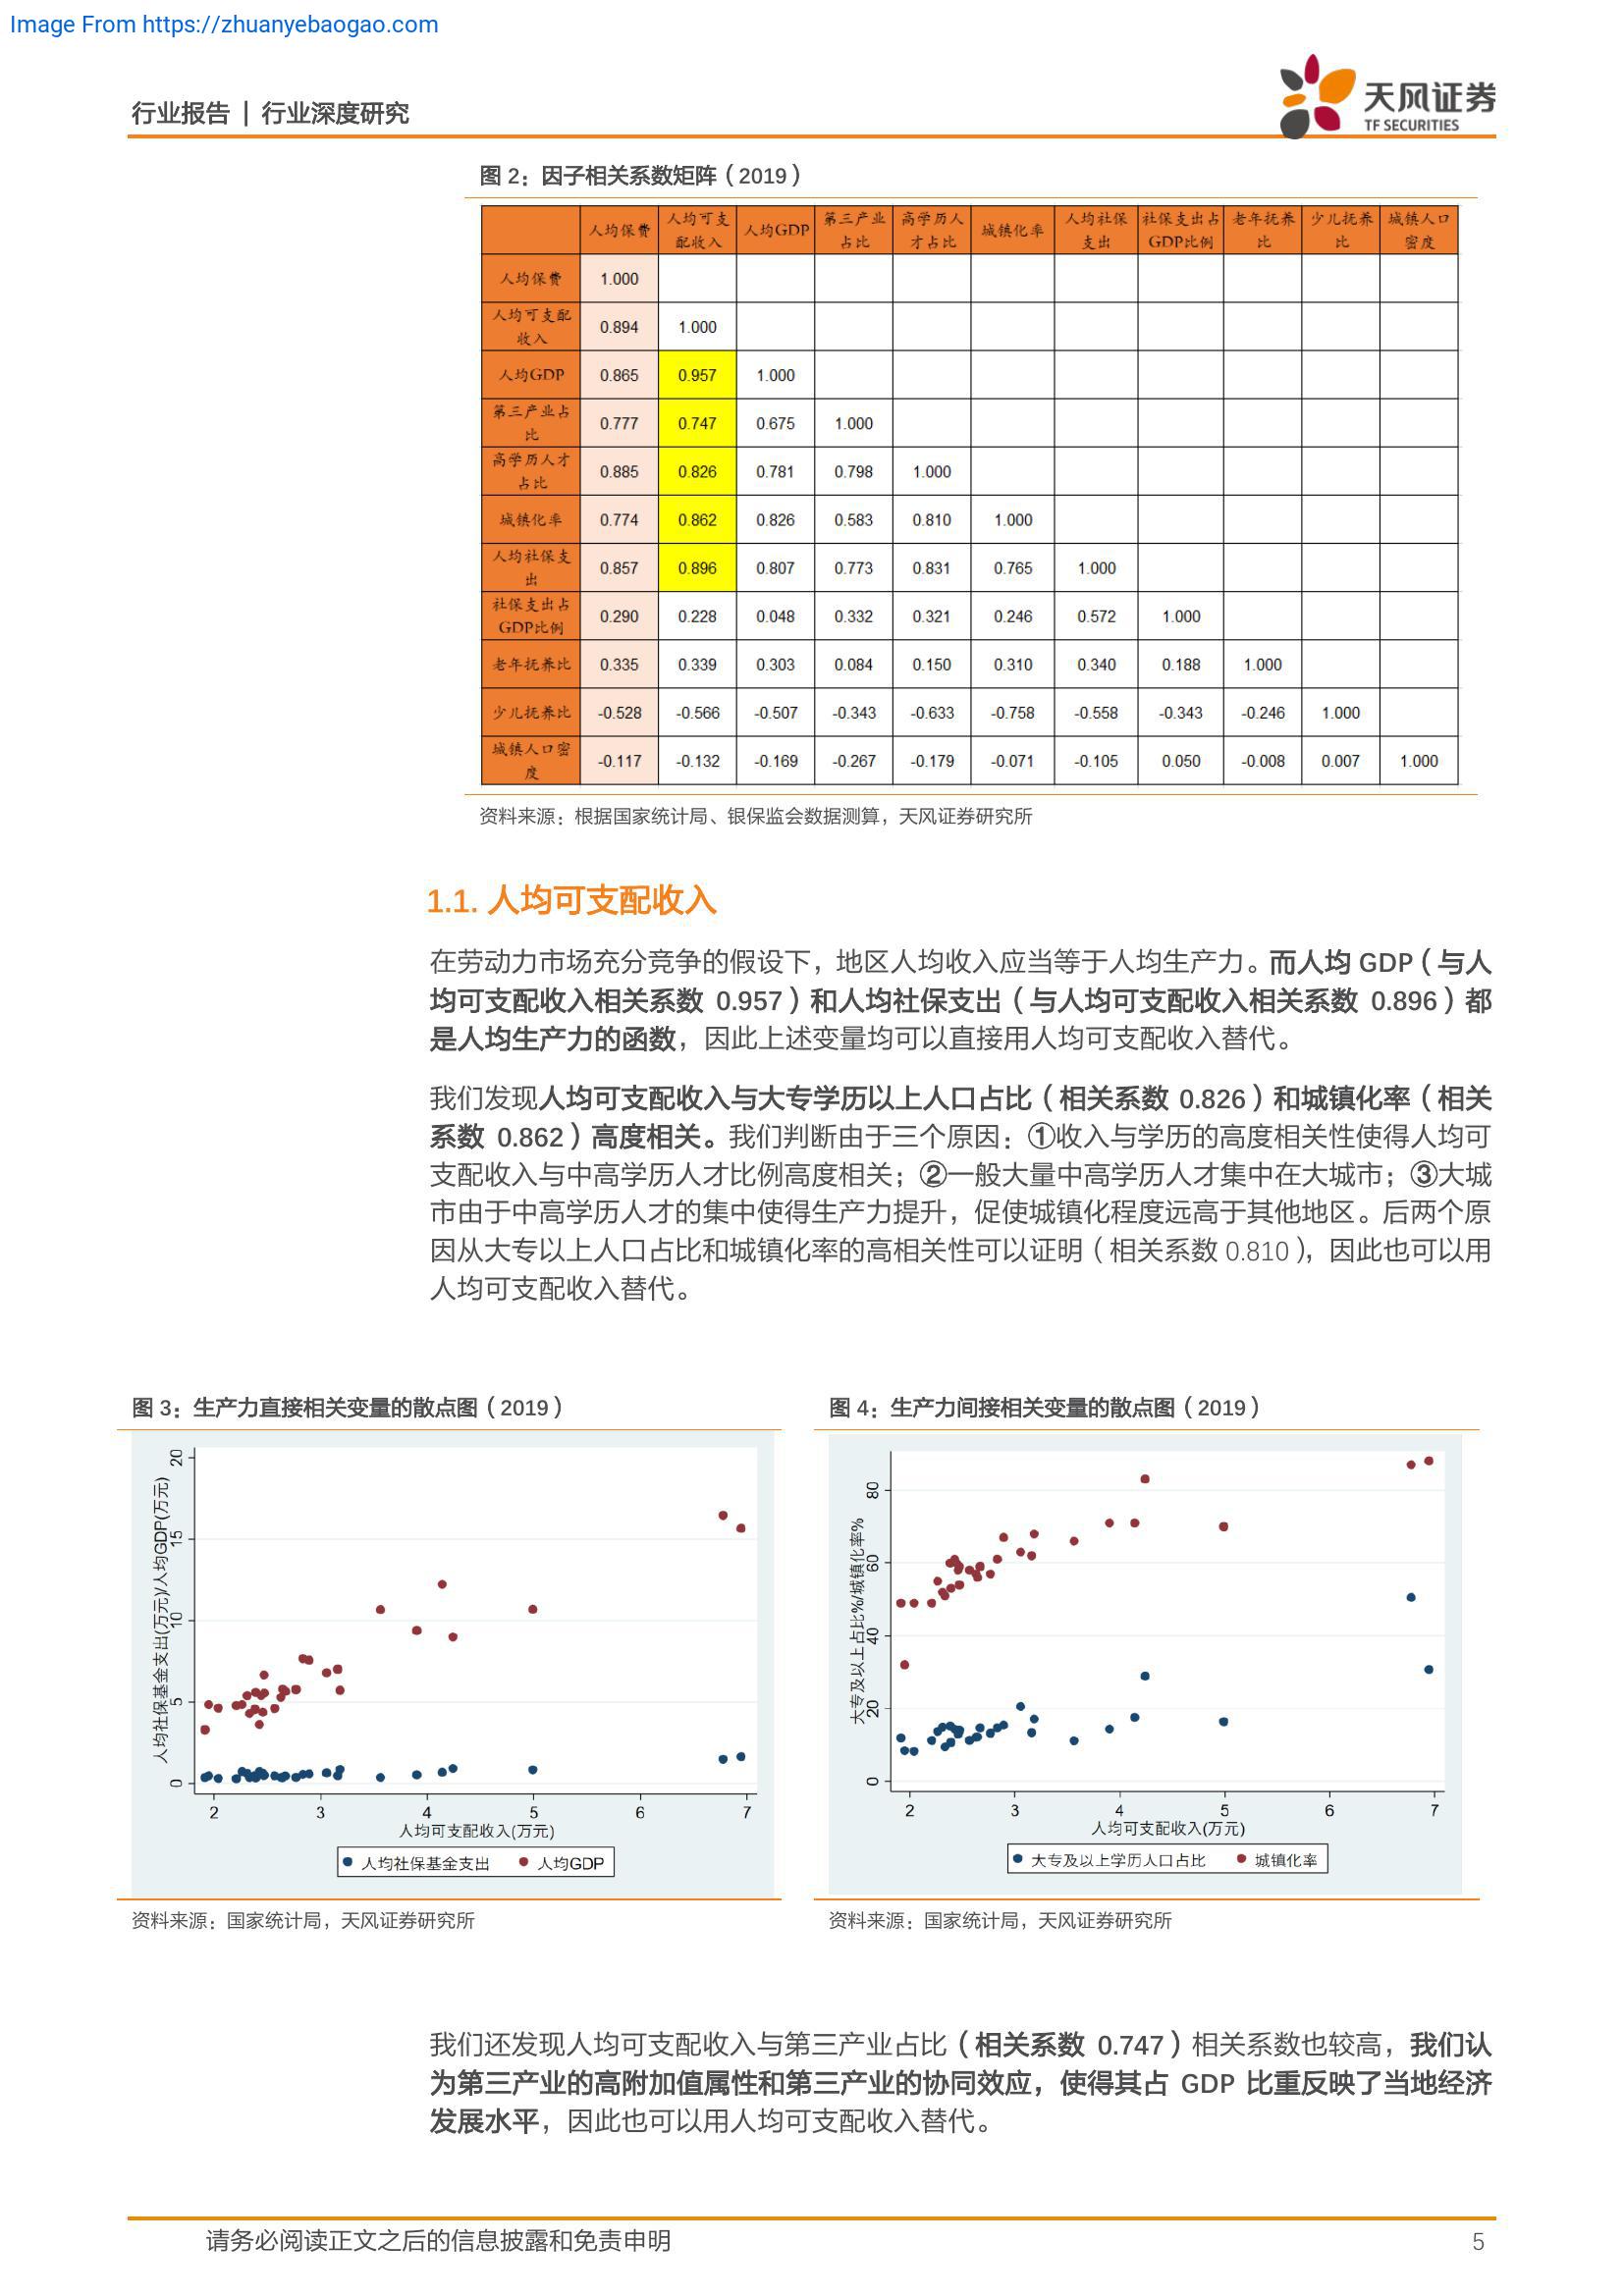 Image From https://zhuanyebaogao.com
行业报告 | 行业深度研究
天风证券
TF SECURITIES
图 2：因子相关系数矩阵（2019）
人均保费 人均可支配收入 人均GDP 第三产业占比 高学历人才占比 城镇化率 人均社保支出 社保支出占GDP比例 老年抚养比 少儿抚养比 城镇人口密度
人均保费 1.000
人均可支配收入 0.894 1.000
人均GDP 0.865 0.957 1.000
第三产业占比 0.777 0.747 0.675 1.000
高学历人才占比 0.885 0.826 0.781 0.798 1.000
城镇化率 0.774 0.862 0.826 0.583 0.810 1.000
人均社保支出 0.857 0.896 0.807 0.773 0.831 0.765 1.000
社保支出占GDP比例 0.290 0.228 0.048 0.332 0.321 0.246 0.572 1.000
老年抚养比 0.335 0.339 0.303 0.084 0.150 0.310 0.340 0.188 1.000
少儿抚养比 -0.528 -0.566 -0.507 -0.343 -0.633 -0.758 -0.558 -0.343 -0.246 1.000
城镇人口密度 -0.117 -0.132 -0.169 -0.267 -0.179 -0.071 -0.105 0.050 -0.008 0.007 1.000
资料来源：根据国家统计局、银保监会数据测算，天风证券研究所
1.1. 人均可支配收入
在劳动力市场充分竞争的假设下，地区人均收入应当等于人均生产力。而人均 GDP（与人
均可支配收入相关系数 0.957）和人均社保支出（与人均可支配收入相关系数 0.896）都
是人均生产力的函数，因此上述变量均可以直接用人均可支配收入替代。
我们发现人均可支配收入与大专学历以上人口占比（相关系数 0.826）和城镇化率（相关
系数 0.862）高度相关。我们判断由于三个原因：①收入与学历的高度相关性使得人均可
支配收入与中高学历人才比例高度相关；②一般大量中高学历人才集中在大城市；③大城
市由于中高学历人才的集中使得生产力提升，促使城镇化程度远高于其他地区。后两个原
因从大专以上人口占比和城镇化率的高相关性可以证明（相关系数 0.810），因此也可以用
人均可支配收入替代。
图 3：生产力直接相关变量的散点图（2019）
人均社保基金支出(万元)/人均GDP(万元)
20
15
10
5
0
2 3 4 5 6 7
人均可支配收入(万元)
人均社保基金支出 人均GDP
资料来源：国家统计局，天风证券研究所
图 4：生产力间接相关变量的散点图（2019）
大专及以上占比%/城镇化率%
80
60
40
20
0
2 3 4 5 6 7
人均可支配收入(万元)
大专及以上学历人口占比 城镇化率
资料来源：国家统计局，天风证券研究所
我们还发现人均可支配收入与第三产业占比（相关系数 0.747）相关系数也较高，我们认
为第三产业的高附加值属性和第三产业的协同效应，使得其占 GDP 比重反映了当地经济
发展水平，因此也可以用人均可支配收入替代。
请务必阅读正文之后的信息披露和免责申明
5